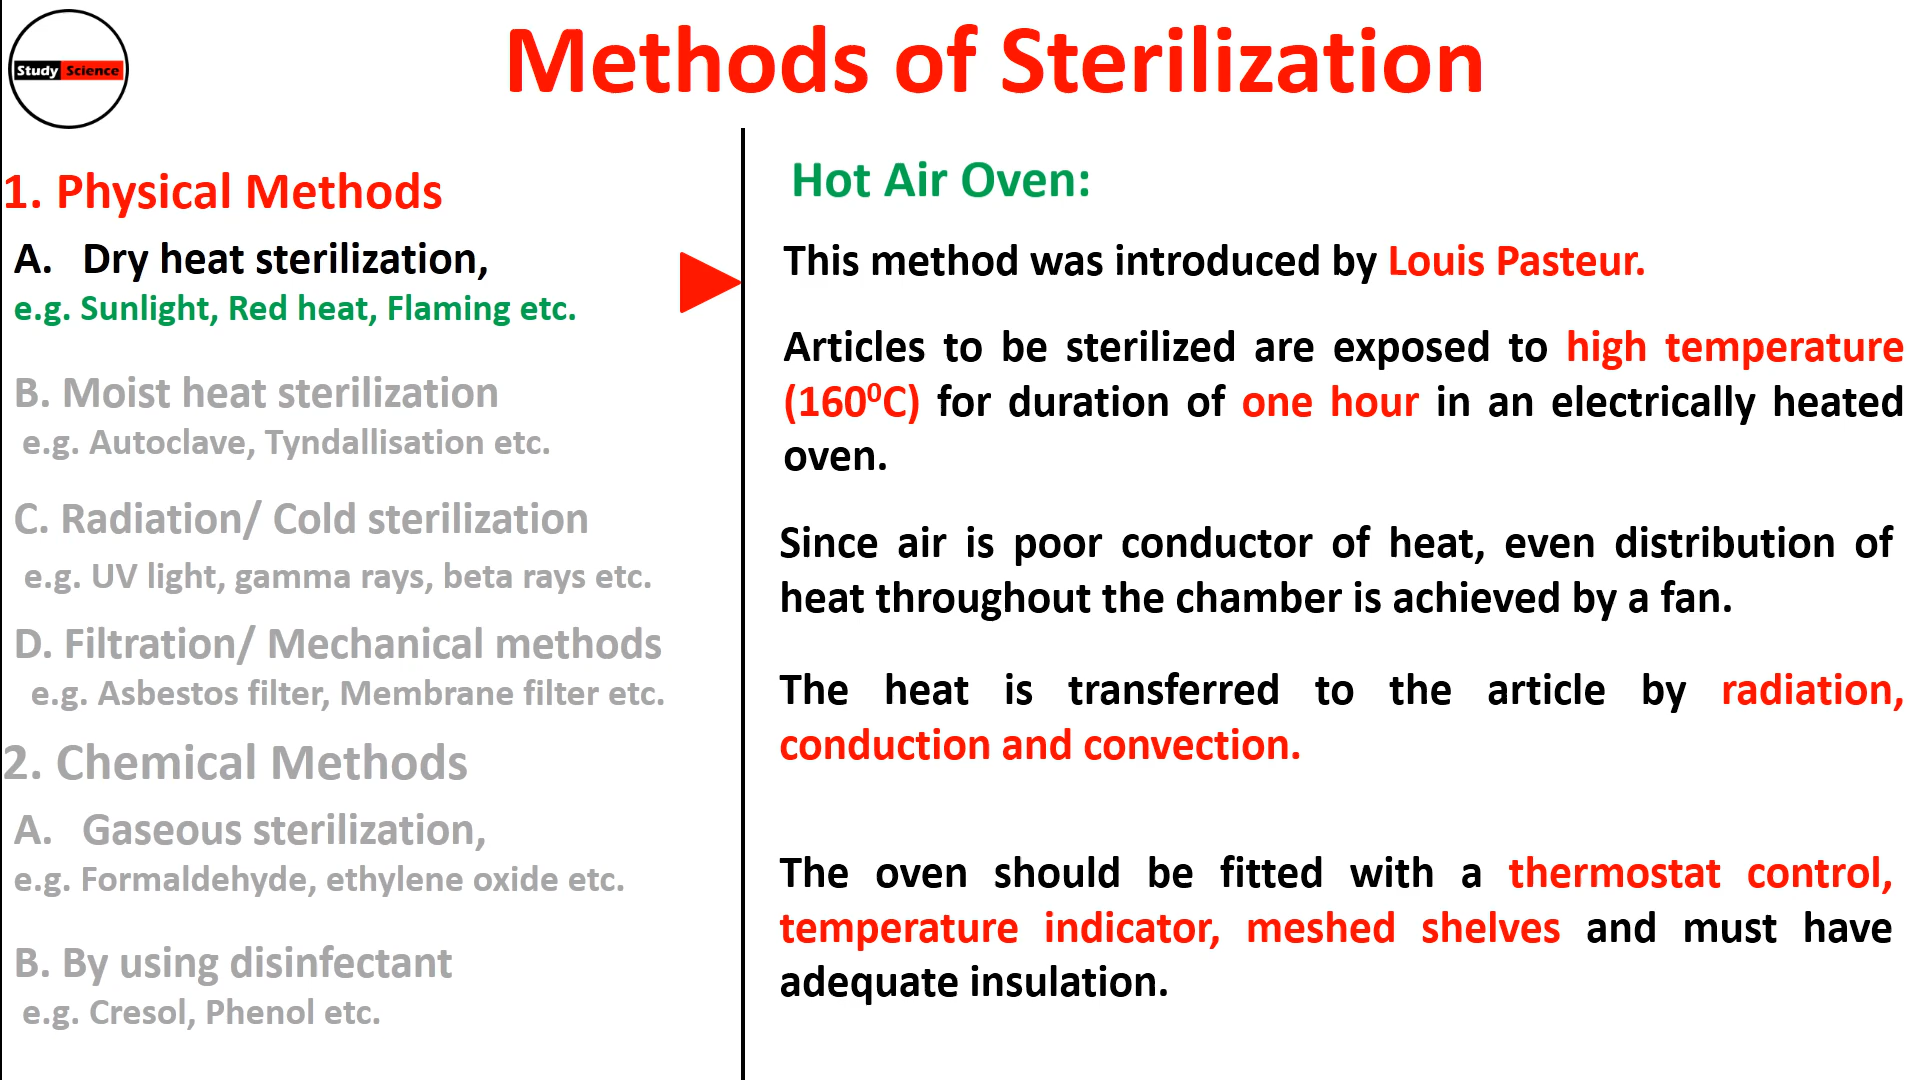 Study Science
Methods of Sterilization
1. Physical Methods
A. Dry heat sterilization,
e.g. Sunlight, Red heat, Flaming etc.
B. Moist heat sterilization
e.g. Autoclave, Tyndallisation etc.
C. Radiation/ Cold sterilization
e.g. UV light, gamma rays, beta rays etc.
D. Filtration/ Mechanical methods
e.g. Asbestos filter, Membrane filter etc.
2. Chemical Methods
A. Gaseous sterilization,
e.g. Formaldehyde, ethylene oxide etc.
B. By using disinfectant
e.g. Cresol, Phenol etc.
Hot Air Oven:
This method was introduced by Louis Pasteur.
Articles to be sterilized are exposed to high temperature
(160⁰C) for duration of one hour in an electrically heated
oven.
Since air is poor conductor of heat, even distribution of
heat throughout the chamber is achieved by a fan.
The heat is transferred to the article by radiation,
conduction and convection.
The oven should be fitted with a thermostat control,
temperature indicator, meshed shelves and must have
adequate insulation.